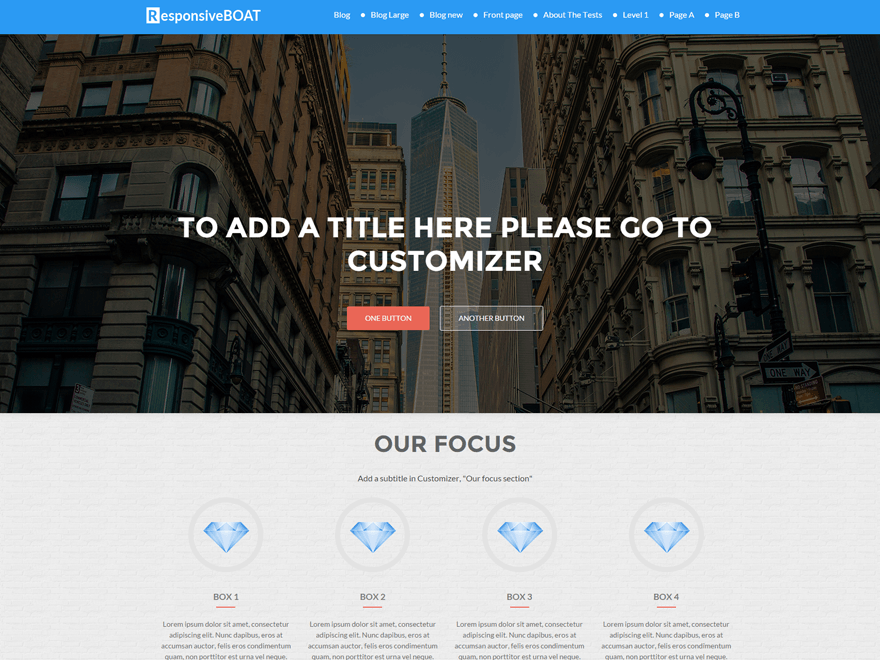 ResponsiveBOAT
Blog • Blog Large • Blog new • Front page • About The Tests • Level 1 • Page A • Page B
TO ADD A TITLE HERE PLEASE GO TO
CUSTOMIZER
ONE BUTTON
ANOTHER BUTTON
ONE WAY
OUR FOCUS
Add a subtitle in Customizer, "Our focus section"
BOX 1
Lorem ipsum dolor sit amet, consectetur
adipiscing elit. Nunc dapibus, eros at
accumsan auctor, felis eros condimentum
quam, non porttitor est urna vel neque.
BOX 2
Lorem ipsum dolor sit amet, consectetur
adipiscing elit. Nunc dapibus, eros at
accumsan auctor, felis eros condimentum
quam, non porttitor est urna vel neque.
BOX 3
Lorem ipsum dolor sit amet, consectetur
adipiscing elit. Nunc dapibus, eros at
accumsan auctor, felis eros condimentum
quam, non porttitor est urna vel neque.
BOX 4
Lorem ipsum dolor sit amet, consectetur
adipiscing elit. Nunc dapibus, eros at
accumsan auctor, felis eros condimentum
quam, non porttitor est urna vel neque.